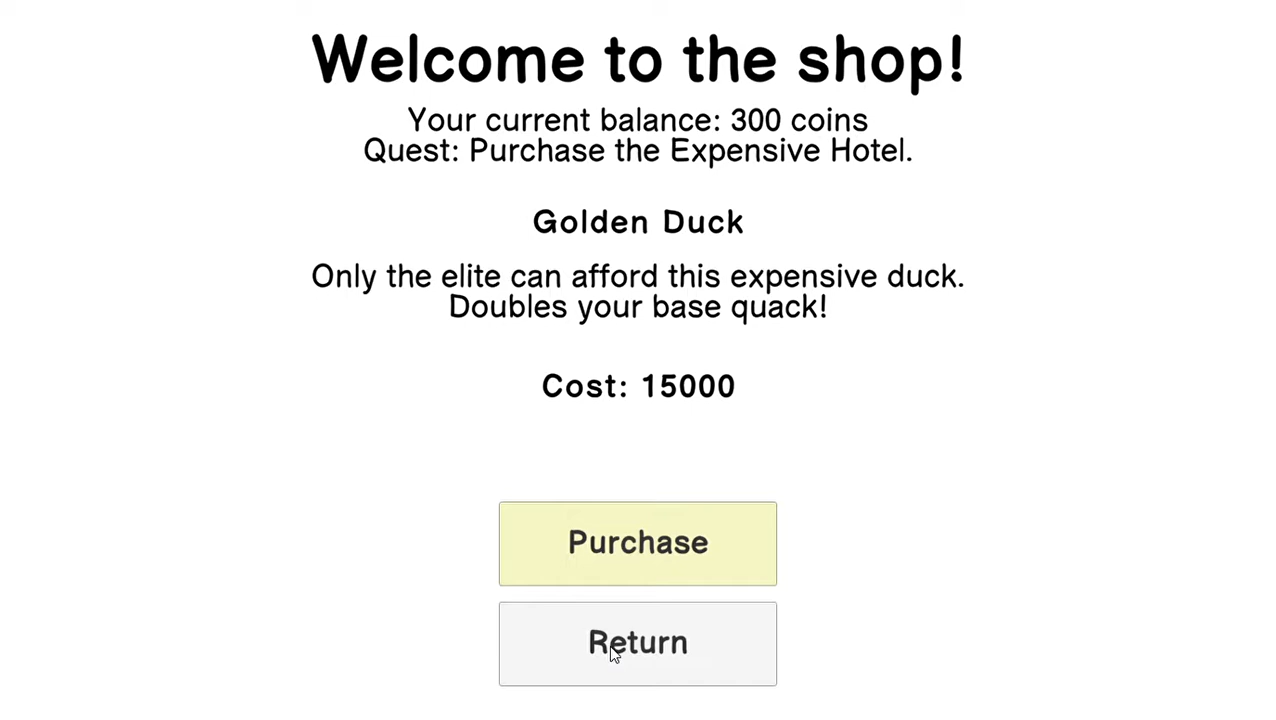 Welcome to the shop!
Your current balance: 300 coins
Quest: Purchase the Expensive Hotel.
Golden Duck
Only the elite can afford this expensive duck.
Doubles your base quack!
Cost: 15000
Purchase
Return